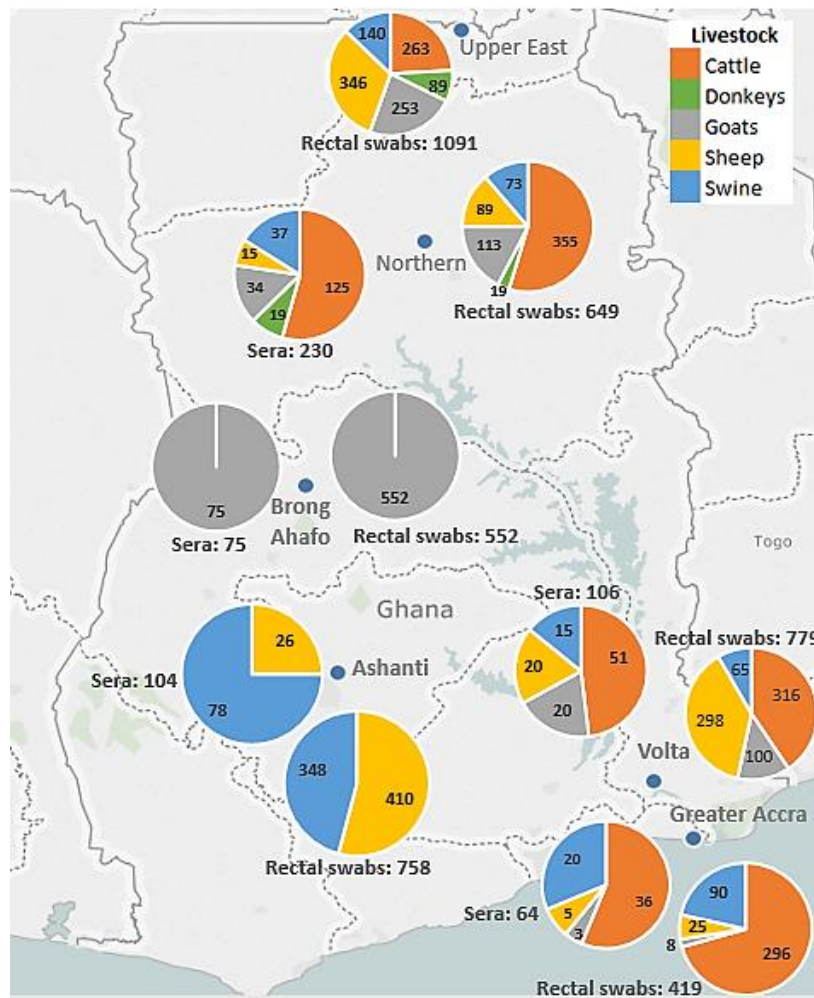 Livestock
Cattle
Donkeys
Goats
Sheep
Swine
Upper East
140
263
89
253
346
Rectal swabs: 1091
Northern
73
355
19
113
89
Rectal swabs: 649
37
125
19
34
15
Sera: 230
75
Sera: 75
Brong
Ahafo
552
Rectal swabs: 552
Togo
Ghana
Ashanti
26
78
Sera: 104
348
410
Rectal swabs: 758
Sera: 106
15
51
20
20
Rectal swabs: 779
65
316
100
298
Volta
Greater Accra
20
36
3
5
Sera: 64
90
296
8
25
Rectal swabs: 419